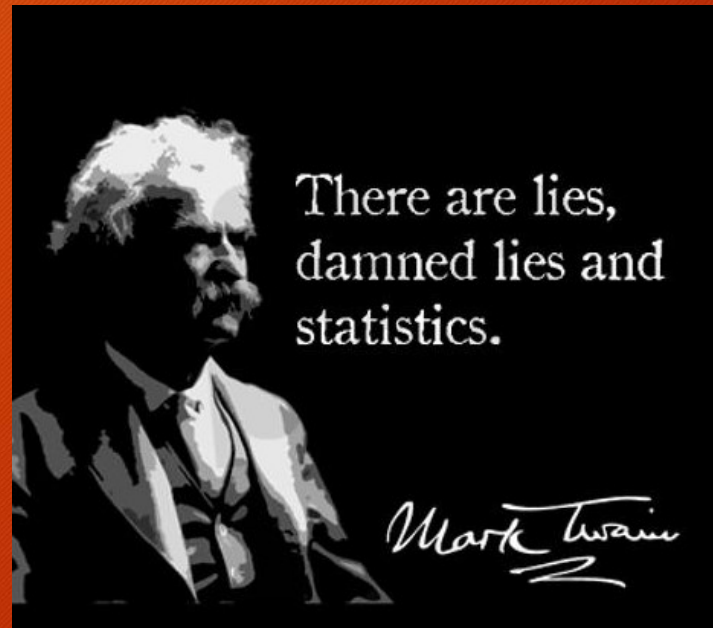 There are lies,
damned lies and
statistics.
Mark Twain